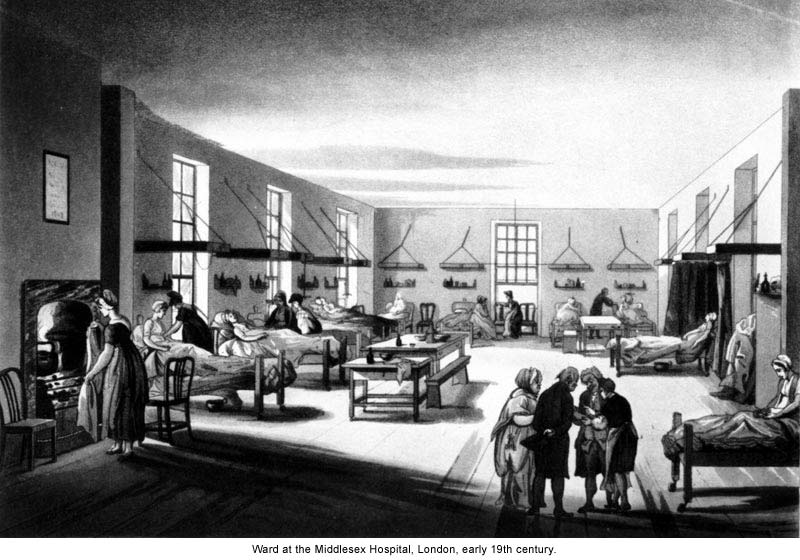 Ward at the Middlesex Hospital, London, early 19th century.